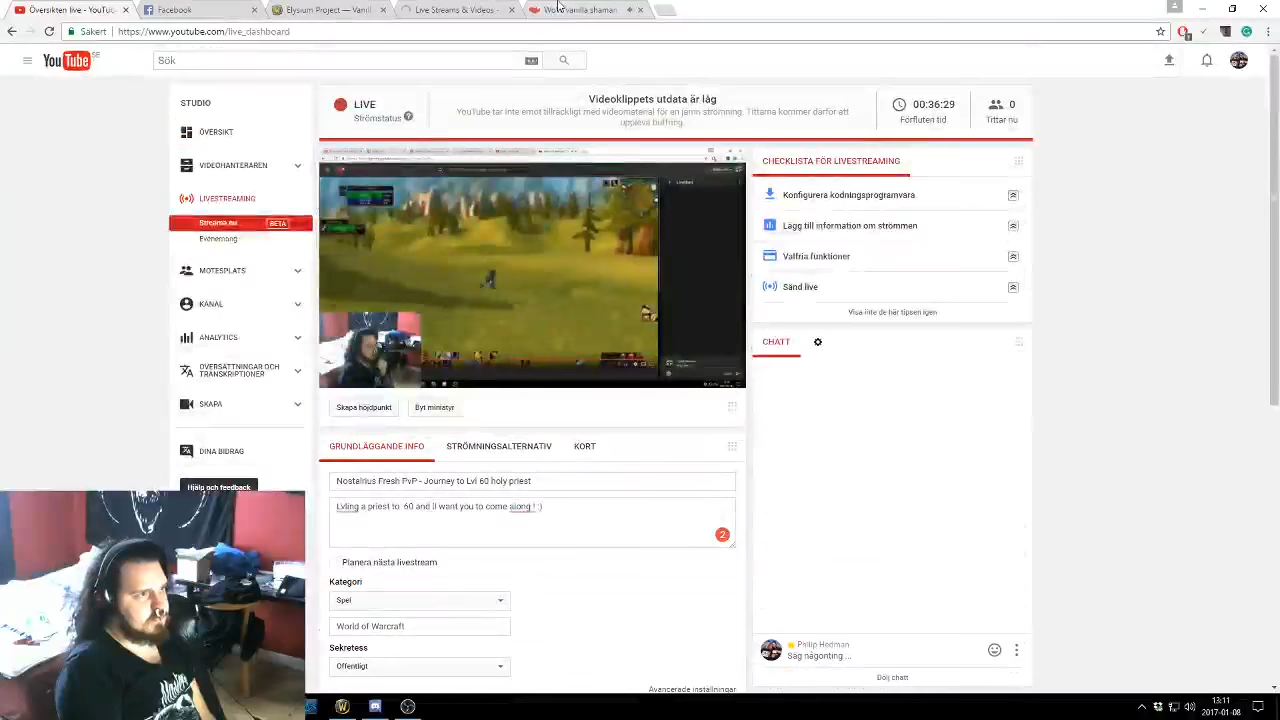 Översikten live - YouTu
Facebook
Elysium Project — Vanill
Live Streams & Videos
WoW vanilla shaman
Säkert
https://www.youtube.com/live_dashboard
YouTube SE
Sök
STUDIO
ÖVERSIKT
VIDEOHANTERAREN
LIVESTREAMING
Streama nu BETA
Evenemang
MÖTESPLATS
KANAL
ANALYTICS
ÖVERSÄTTNINGAR OCH
TRANSKRIPTIONER
SKAPA
DINA BIDRAG
Hjälp och feedback
LIVE
Strömstatus
Videoklippets utdata är låg
YouTube tar inte emot tillräckligt med videomaterial för en jämn strömning. Tittarna kommer därför att
uppleva buffring.
00:36:29
Förfluten tid
0
Tittar nu
Skapa höjdpunkt
Byt miniatyr
GRUNDLÄGGANDE INFO
STRÖMNINGSALTERNATIV
KORT
Nostalrius Fresh PvP - Journey to Lvl 60 holy priest
Lvling a priest to 60 and Il want you to come along ! :)
2
Planera nästa livestream
Kategori
Spel
World of Warcraft
Sekretess
Offentligt
Avancerade inställningar
CHECKLISTA FÖR LIVESTREAMING
Konfigurera kodningsprogramvara
Lägg till information om strömmen
Valfria funktioner
Sänd live
Visa inte de här tipsen igen
CHATT
Philip Hedman
Säg någonting ...
Dölj chatt
13:11
2017-01-08